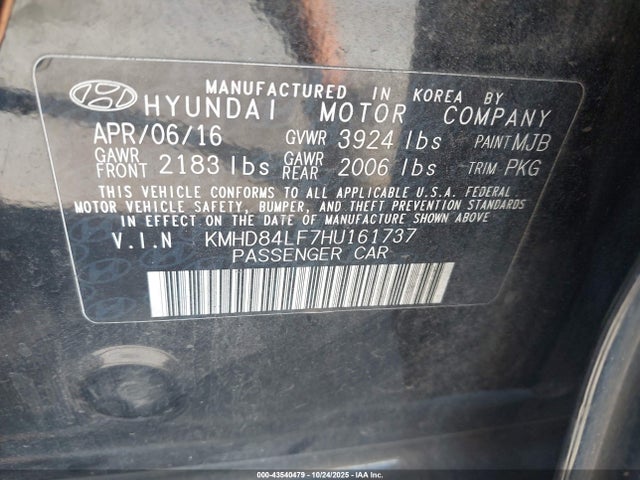 MANUFACTURED IN KOREA BY
HYUNDAI MOTOR COMPANY
APR/06/16 GVWR 3924 lbs PAINT MJB
GAWR FRONT 2183 lbs GAWR REAR 2006 lbs TRIM PKG
THIS VEHICLE CONFORMS TO ALL APPLICABLE U.S.A. FEDERAL
MOTOR VEHICLE SAFETY, BUMPER, AND THEFT PREVENTION STANDARDS
IN EFFECT ON THE DATE OF MANUFACTURE SHOWN ABOVE
V.I.N KMHD84LF7HU161737
PASSENGER CAR
000-43540479 - 10/24/2025 - IAA Inc.